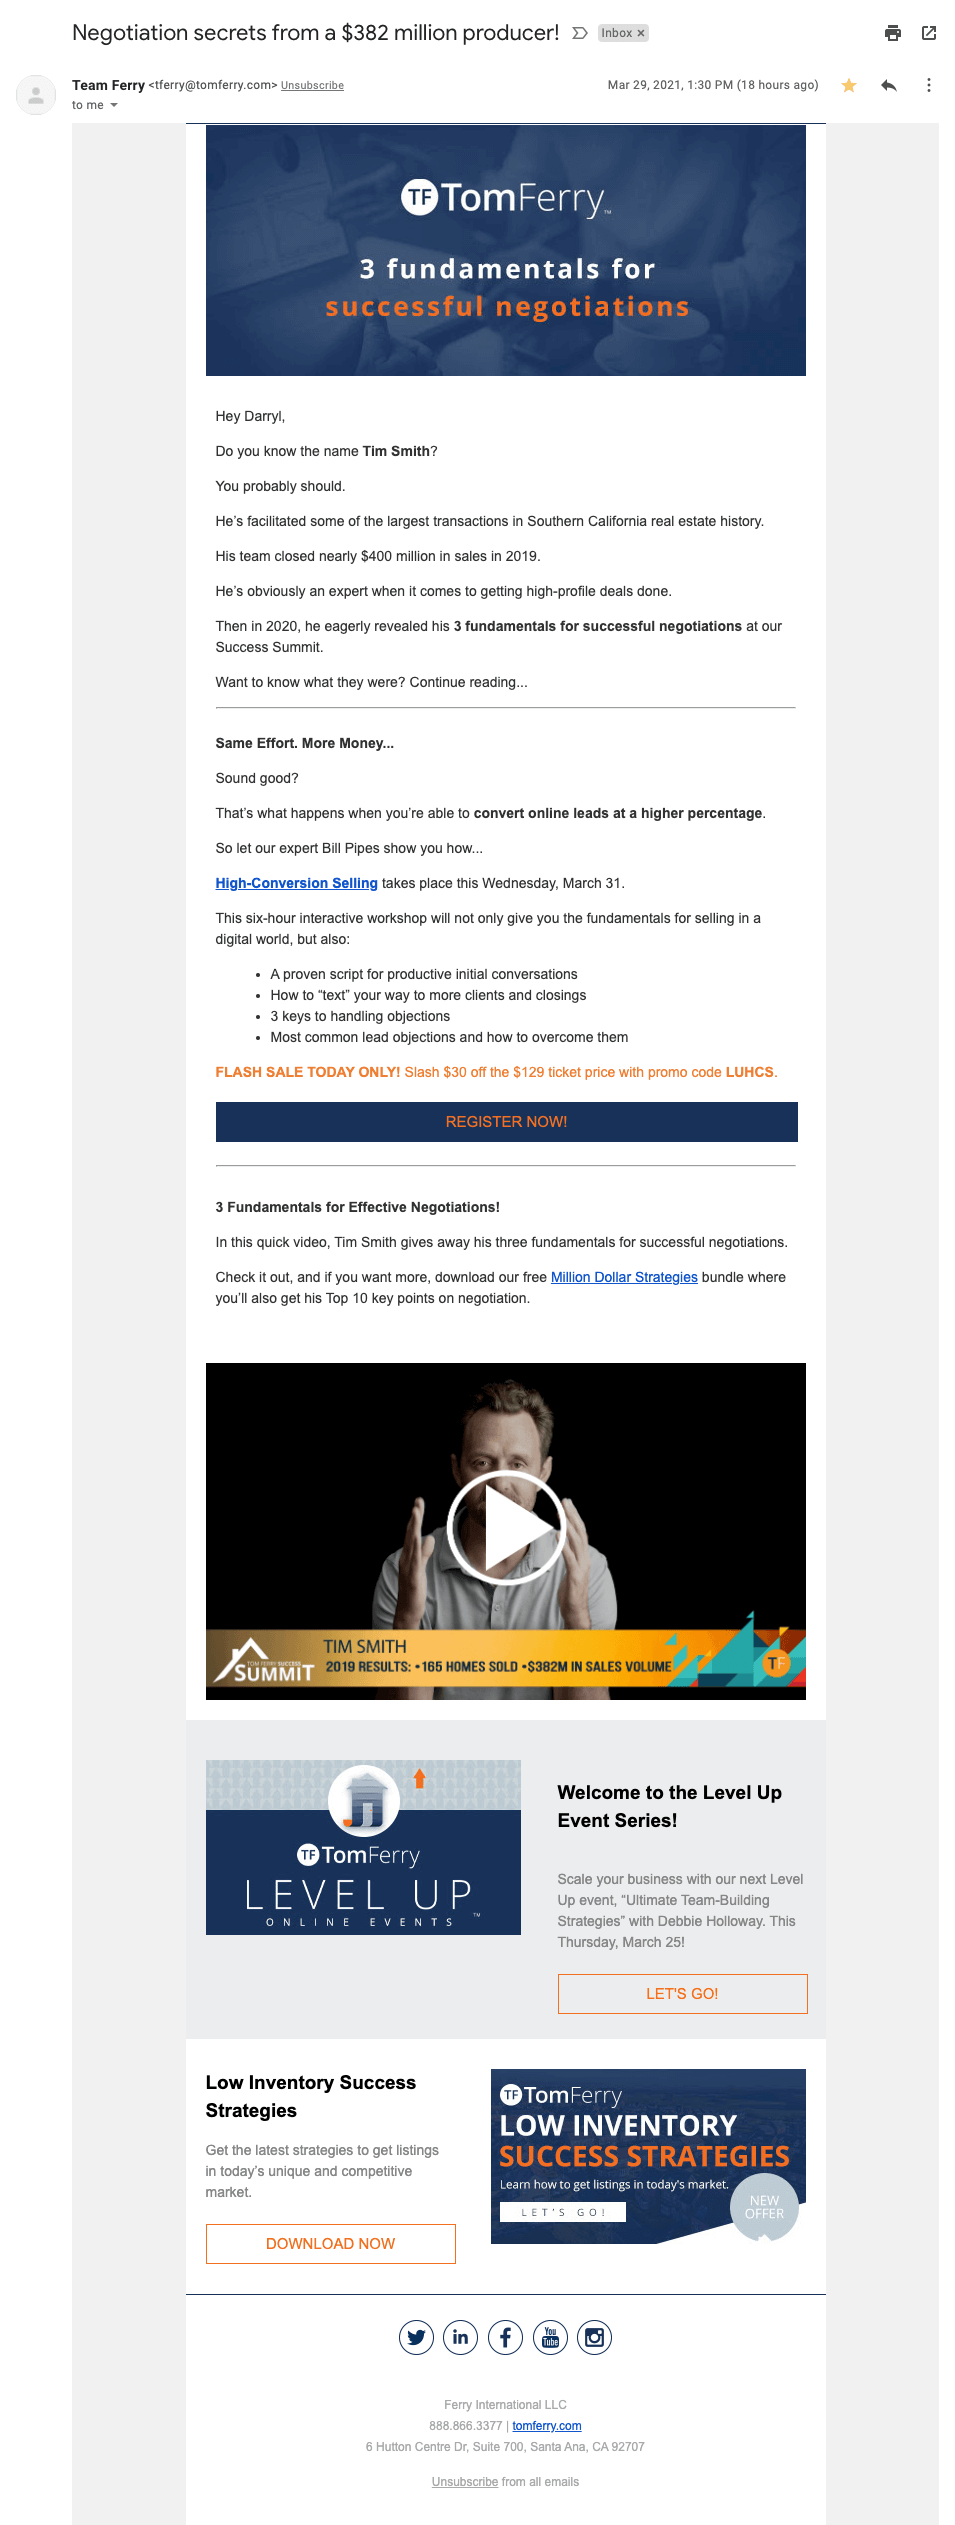 Negotiation secrets from a $382 million producer!
Inbox ×
Team Ferry <tferry@tomferry.com> Unsubscribe
Mar 29, 2021, 1:30 PM (18 hours ago)
to me
TF TomFerry™
3 fundamentals for
successful negotiations
Hey Darryl,
Do you know the name Tim Smith?
You probably should.
He's facilitated some of the largest transactions in Southern California real estate history.
His team closed nearly $400 million in sales in 2019.
He's obviously an expert when it comes to getting high-profile deals done.
Then in 2020, he eagerly revealed his 3 fundamentals for successful negotiations at our
Success Summit.
Want to know what they were? Continue reading...
Same Effort. More Money...
Sound good?
That's what happens when you're able to convert online leads at a higher percentage.
So let our expert Bill Pipes show you how...
High-Conversion Selling takes place this Wednesday, March 31.
This six-hour interactive workshop will not only give you the fundamentals for selling in a
digital world, but also:
• A proven script for productive initial conversations
• How to “text” your way to more clients and closings
• 3 keys to handling objections
• Most common lead objections and how to overcome them
FLASH SALE TODAY ONLY! Slash $30 off the $129 ticket price with promo code LUHCS.
REGISTER NOW!
3 Fundamentals for Effective Negotiations!
In this quick video, Tim Smith gives away his three fundamentals for successful negotiations.
Check it out, and if you want more, download our free Million Dollar Strategies bundle where
you'll also get his Top 10 key points on negotiation.
TOM FERRY SUCCESS
SUMMIT
TIM SMITH
2019 RESULTS: •165 HOMES SOLD •$382M IN SALES VOLUME
TF
TF TomFerry
LEVEL UP™
ONLINE EVENTS
Welcome to the Level Up
Event Series!
Scale your business with our next Level
Up event, “Ultimate Team-Building
Strategies” with Debbie Holloway. This
Thursday, March 25!
LET'S GO!
Low Inventory Success
Strategies
Get the latest strategies to get listings
in today's unique and competitive
market.
DOWNLOAD NOW
TF TomFerry
LOW INVENTORY
SUCCESS STRATEGIES
Learn how to get listings in today's market.
LET'S GO!
NEW
OFFER
in
You
Tube
Ferry International LLC
888.866.3377 | tomferry.com
6 Hutton Centre Dr, Suite 700, Santa Ana, CA 92707
Unsubscribe from all emails